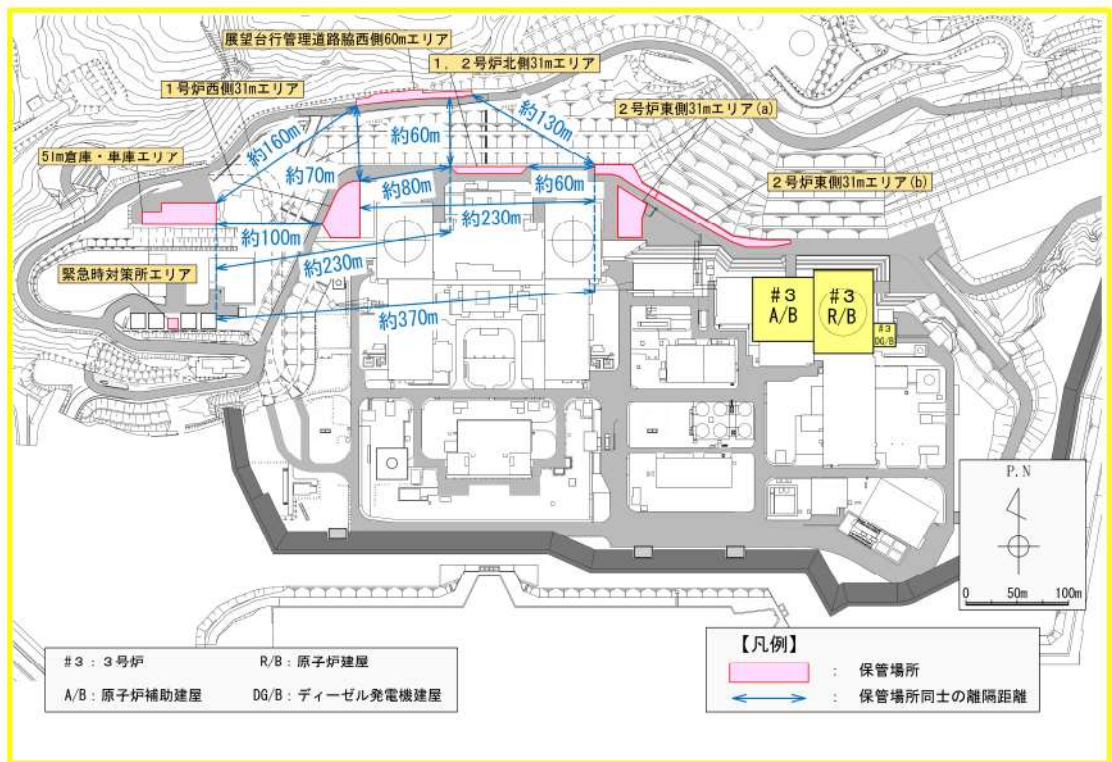 展望台行管理道路脇西側60mエリア
1．2号炉北側31mエリア
1号炉西側31mエリア
2号炉東側31mエリア(a)
51m倉庫・車庫エリア
2号炉東側31mエリア(b)
緊急時対策所エリア
約160m
約60m
約130m
約70m
約80m
約60m
約100m
約230m
約230m
約370m
#3
A/B
#3
R/B
#3
DG/B
P.N
0 50m 100m
#3：3号炉
R/B：原子炉建屋
A/B：原子炉補助建屋
DG/B：ディーゼル発電機建屋
【凡例】
： 保管場所
： 保管場所同士の離隔距離